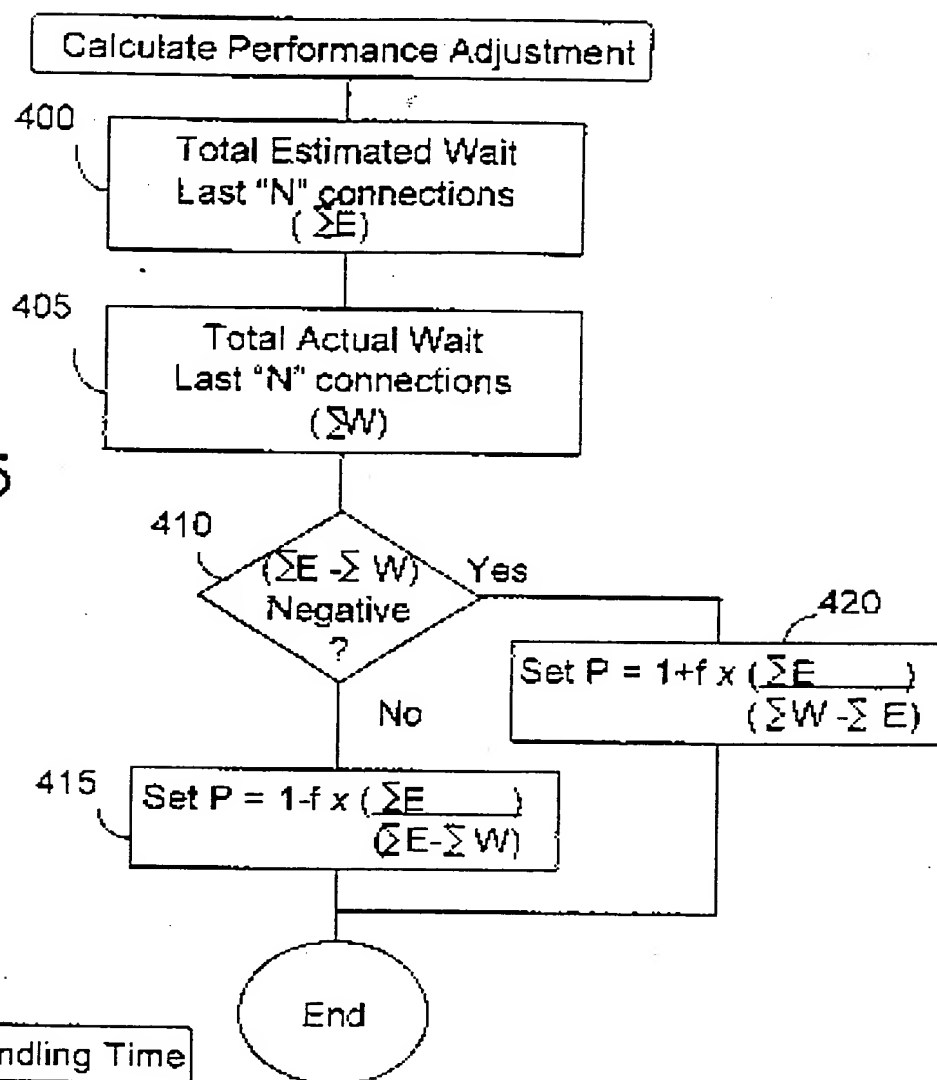 Calculate Performance Adjustment
400
Total Estimated Wait
Last "N" connections
( ΣE)
405
Total Actual Wait
Last "N" connections
(ΣW)
5
410
(ΣE -Σ W)
Negative
?
Yes
No
420
Set P = 1+f x (ΣE )
(ΣW -Σ E)
415
Set P = 1-f x (ΣE )
(ΣE-Σ W)
End
ndling Time